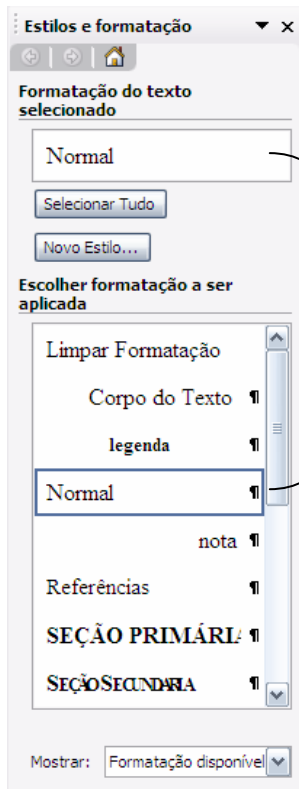 Estilos e formatação
Formatação do texto
selecionado
Normal
Selecionar Tudo
Novo Estilo...
Escolher formatação a ser
aplicada
Limpar Formatação
Corpo do Texto ¶
legenda ¶
Normal ¶
nota ¶
Referências ¶
SEÇÃO PRIMÁRIA ¶
SEÇÃO SECUNDARIA ¶
Mostrar: Formatação disponível